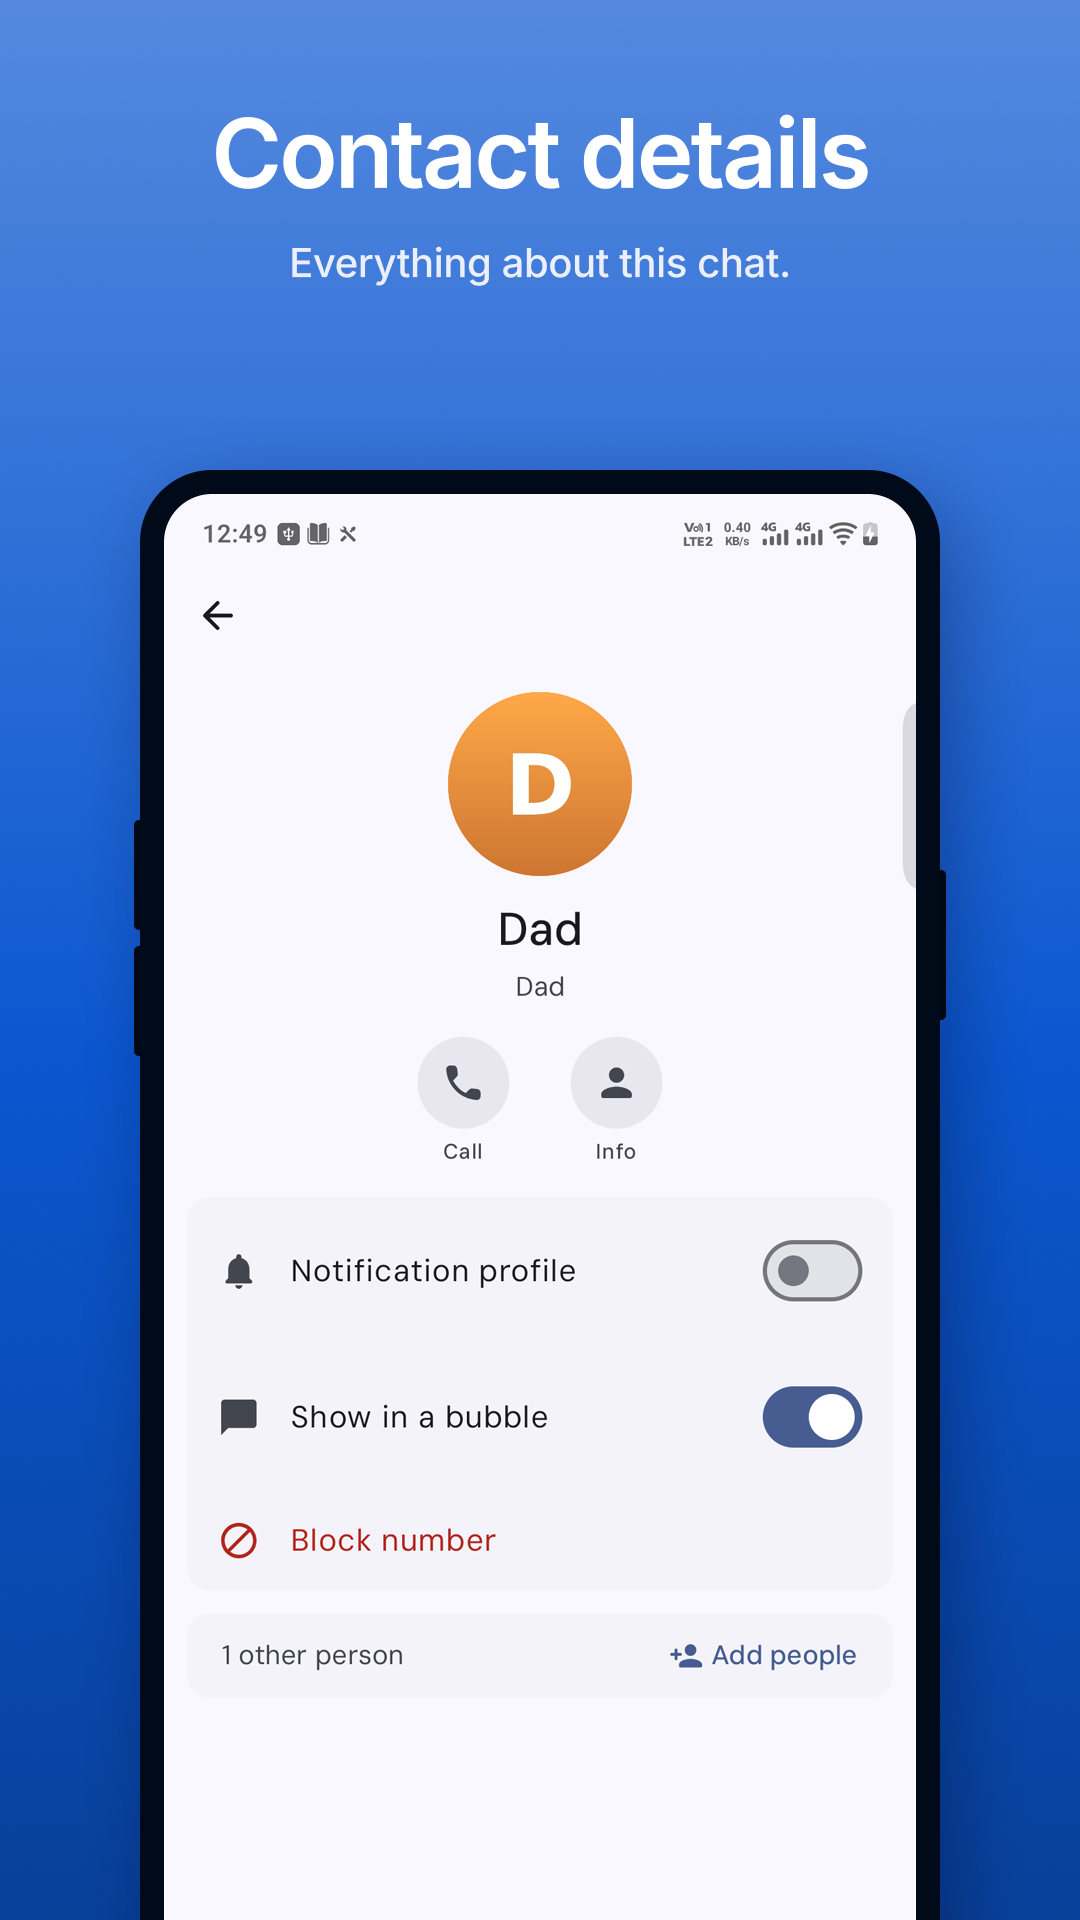 Contact details
Everything about this chat.
12:49
Vo 1 0.40 4G 4G
LTE2 KB/s
D
Dad
Dad
Call Info
Notification profile
Show in a bubble
Block number
1 other person Add people